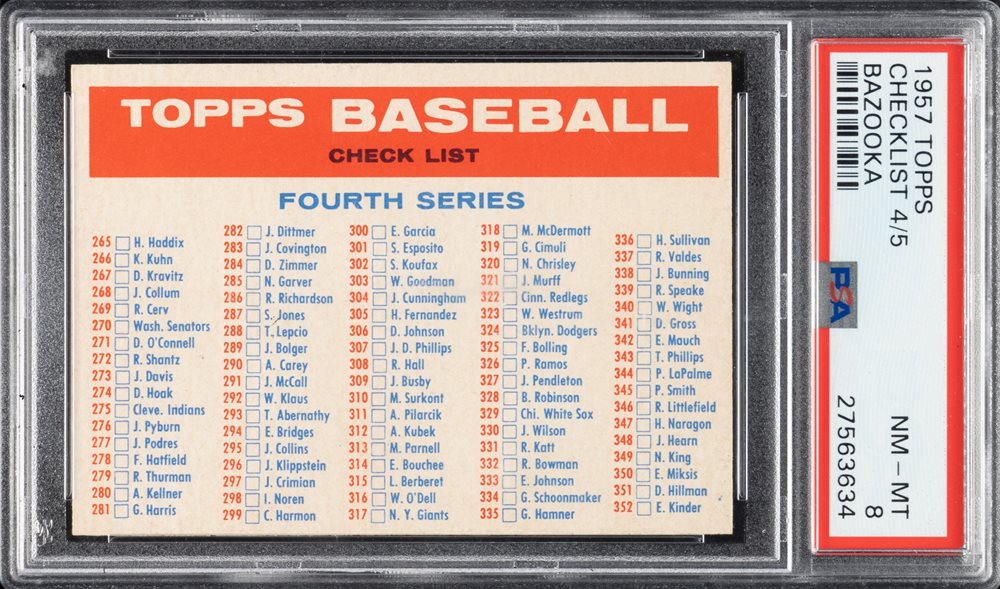 TOPPS BASEBALL
CHECK LIST
FOURTH SERIES
265 H. Haddix
266 K. Kuhn
267 D. Kravitz
268 J. Collum
269 R. Cerv
270 Wash. Senators
271 D. O'Connell
272 R. Shantz
273 J. Davis
274 D. Hoak
275 Cleve. Indians
276 J. Pyburn
277 J. Podres
278 F. Hatfield
279 R. Thurman
280 A. Kellner
281 G. Harris
282 J. Dittmer
283 J. Covington
284 D. Zimmer
285 N. Garver
286 R. Richardson
287 S. Jones
288 T. Lepcio
289 J. Bolger
290 A. Carey
291 J. McCall
292 W. Klaus
293 T. Abernathy
294 E. Bridges
295 J. Collins
296 J. Klippstein
297 J. Crimian
298 I. Noren
299 C. Harmon
300 E. Garcia
301 S. Esposito
302 S. Koufax
303 W. Goodman
304 J. Cunningham
305 H. Fernandez
306 D. Johnson
307 J. D. Phillips
308 R. Hall
309 J. Busby
310 M. Surkont
311 A. Pilarcik
312 A. Kubek
313 M. Parnell
314 E. Bouchee
315 L. Berberet
316 W. O'Dell
317 N. Y. Giants
318 M. McDermott
319 G. Cimuli
320 N. Chrisley
321 J. Murff
322 Cinn. Redlegs
323 W. Westrum
324 Bklyn. Dodgers
325 F. Bolling
326 P. Ramos
327 J. Pendleton
328 B. Robinson
329 Chi. White Sox
330 J. Wilson
331 R. Katt
332 R. Bowman
333 E. Johnson
334 G. Schoonmaker
335 G. Hamner
336 H. Sullivan
337 R. Valdes
338 J. Bunning
339 R. Speake
340 W. Wight
341 D. Gross
342 E. Mauch
343 T. Phillips
344 P. LaPalme
345 P. Smith
346 R. Littlefield
347 H. Naragon
348 J. Hearn
349 N. King
350 E. Miksis
351 D. Hillman
352 E. Kinder
1957 TOPPS
CHECKLIST 4/5
BAZOOKA
PSA
NM - MT
8
27563634